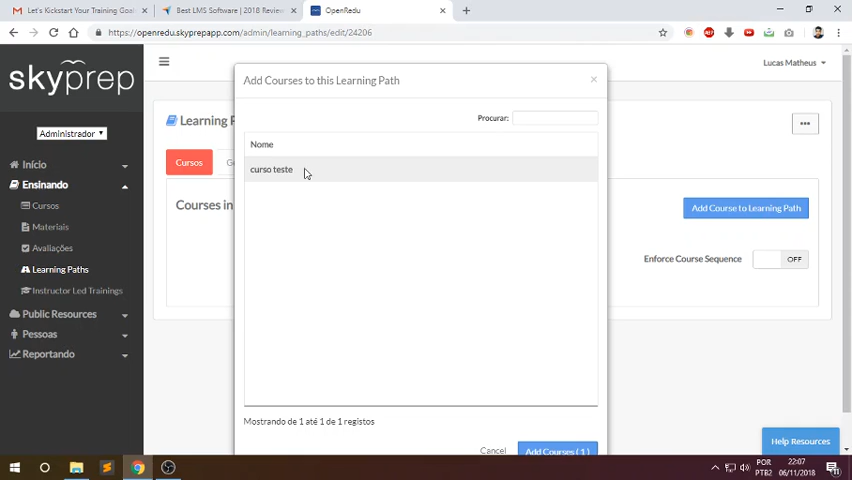 Let's Kickstart Your Training Goal
Best LMS Software | 2018 Review
OpenRedu
https://openredu.skyprepapp.com/admin/learning_paths/edit/24206
skyprep
Lucas Matheus
Administrador
Início
Ensinando
Cursos
Materiais
Avaliações
Learning Paths
Instructor Led Trainings
Public Resources
Pessoas
Reportando
Learning P
Cursos
G
Courses in
Add Course to Learning Path
Enforce Course Sequence
OFF
Add Courses to this Learning Path
×
Procurar:
Nome
curso teste
Mostrando de 1 até 1 de 1 registos
Cancel
Add Courses ( 1 )
Help Resources
POR
PTB2
22:07
06/11/2018